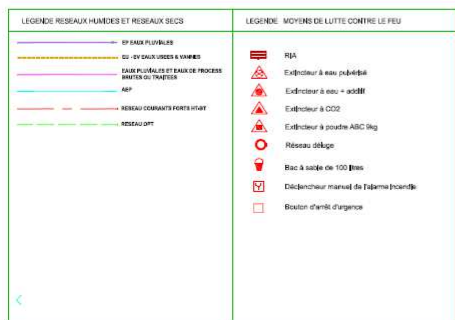 LEGENDE RESEAUX HUMIDES ET RESEAUX SECS
EP EAUX PLUVIALES
EU - EV EAUX USEES & VANNES
EAUX PLUVIALES ET EAUX DE PROCESS
BRUTES OU TRAITEES
AEP
RESEAU COURANTS FORTS HT-BT
RESEAU DPT
LEGENDE MOYENS DE LUTTE CONTRE LE FEU
RIA
Extincteur à eau pulvérisé
Extincteur à eau + additif
Extincteur à CO2
Extincteur à poudre ABC 9kg
Réseau déluge
Bac à sable de 100 litres
Déclencheur manuel de l'alarme incendie
Bouton d'arrêt d'urgence